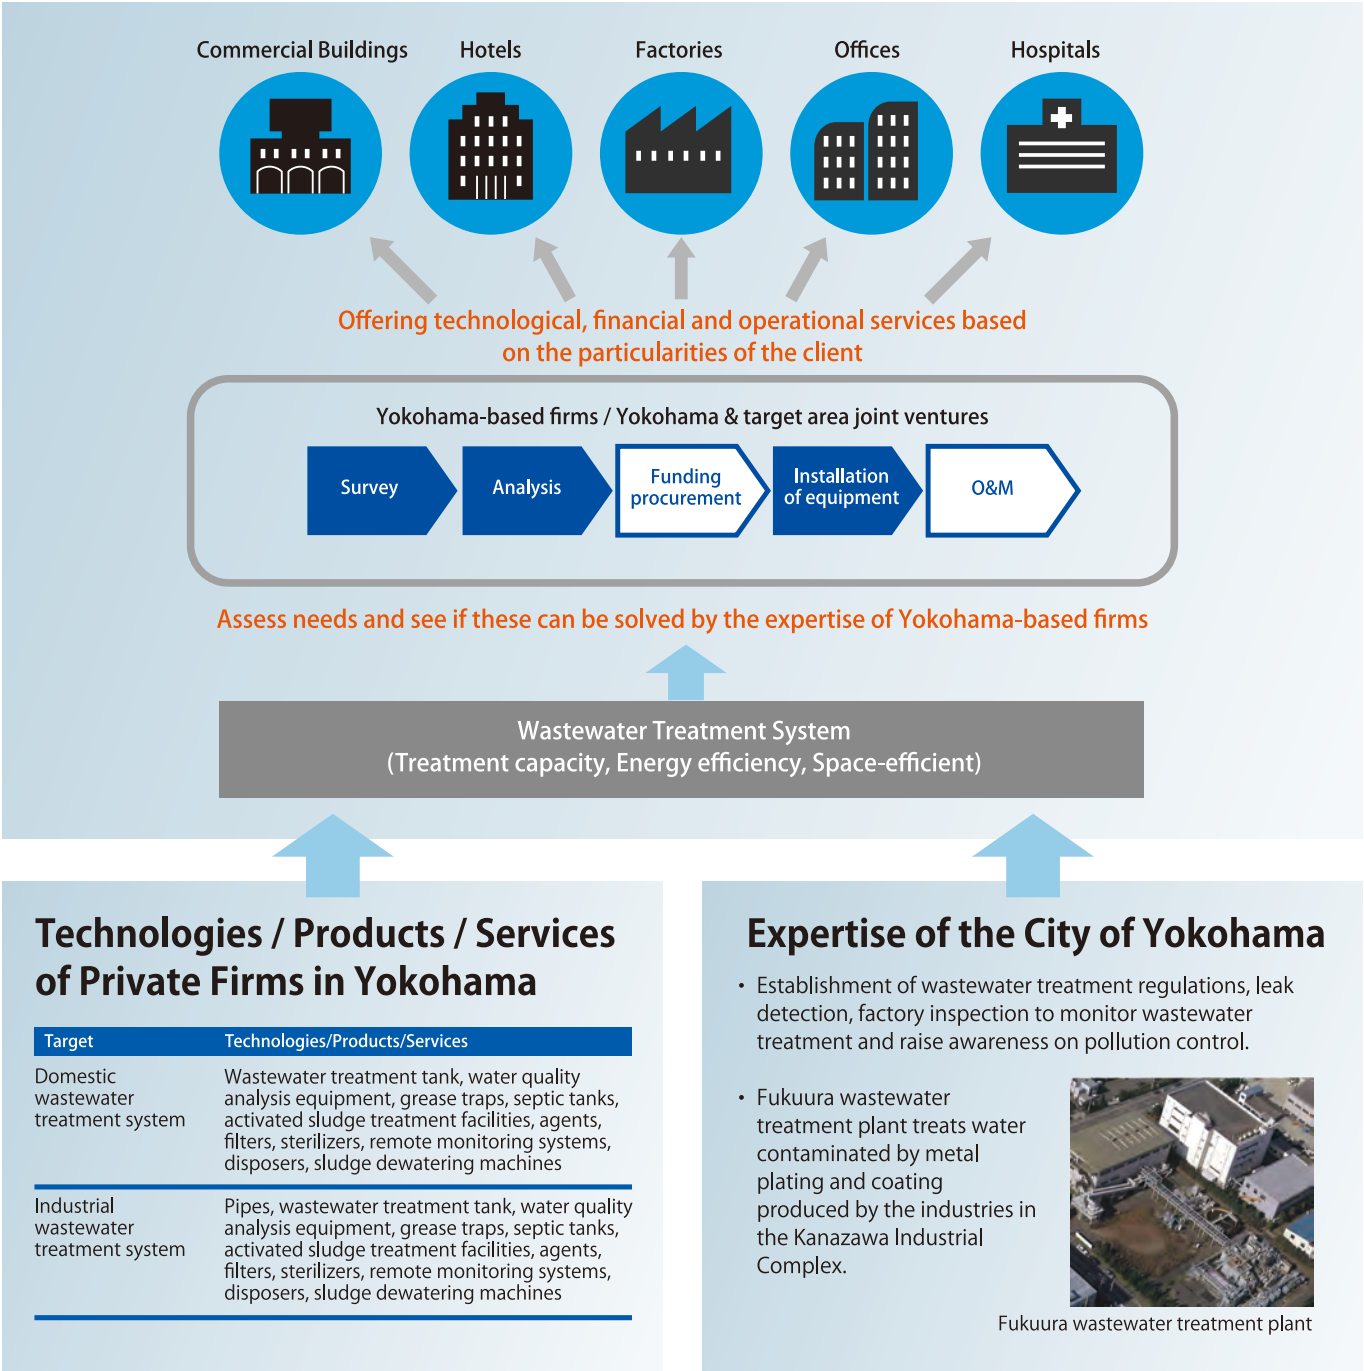 Commercial Buildings Hotels Factories Offices Hospitals
Offering technological, financial and operational services based
on the particularities of the client
Yokohama-based firms / Yokohama & target area joint ventures
Survey
Analysis
Funding
procurement
Installation
of equipment
O&M
Assess needs and see if these can be solved by the expertise of Yokohama-based firms
Wastewater Treatment System
(Treatment capacity, Energy efficiency, Space-efficient)
Technologies / Products / Services
of Private Firms in Yokohama
Target Technologies/Products/Services
Domestic
wastewater
treatment system
Wastewater treatment tank, water quality
analysis equipment, grease traps, septic tanks,
activated sludge treatment facilities, agents,
filters, sterilizers, remote monitoring systems,
disposers, sludge dewatering machines
Industrial
wastewater
treatment system
Pipes, wastewater treatment tank, water quality
analysis equipment, grease traps, septic tanks,
activated sludge treatment facilities, agents,
filters, sterilizers, remote monitoring systems,
disposers, sludge dewatering machines
Expertise of the City of Yokohama
• Establishment of wastewater treatment regulations, leak
detection, factory inspection to monitor wastewater
treatment and raise awareness on pollution control.
• Fukuura wastewater
treatment plant treats water
contaminated by metal
plating and coating
produced by the industries in
the Kanazawa Industrial
Complex.
Fukuura wastewater treatment plant